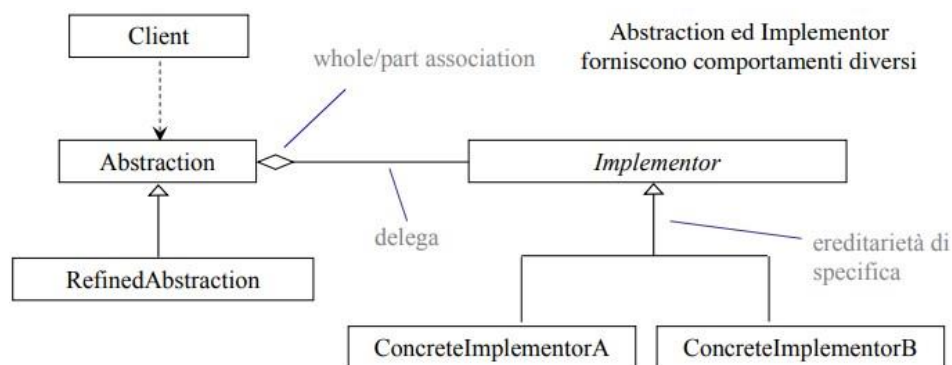 Client
Abstraction ed Implementor
forniscono comportamenti diversi
whole/part association
Abstraction
Implementor
delega
ereditarietà di
specifica
RefinedAbstraction
ConcreteImplementorA
ConcreteImplementorB